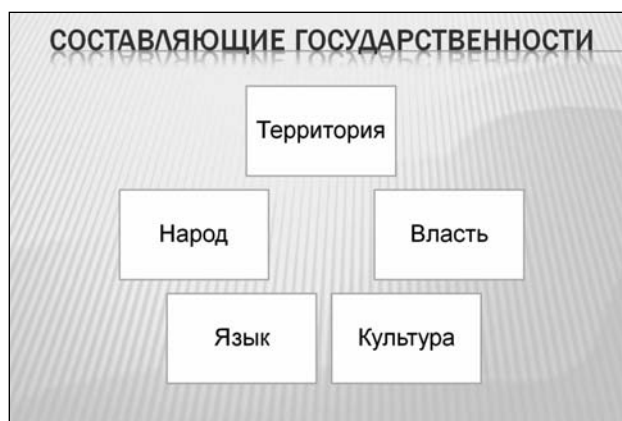 СОСТАВЛЯЮЩИЕ ГОСУДАРСТВЕННОСТИ
Территория
Народ
Власть
Язык
Культура